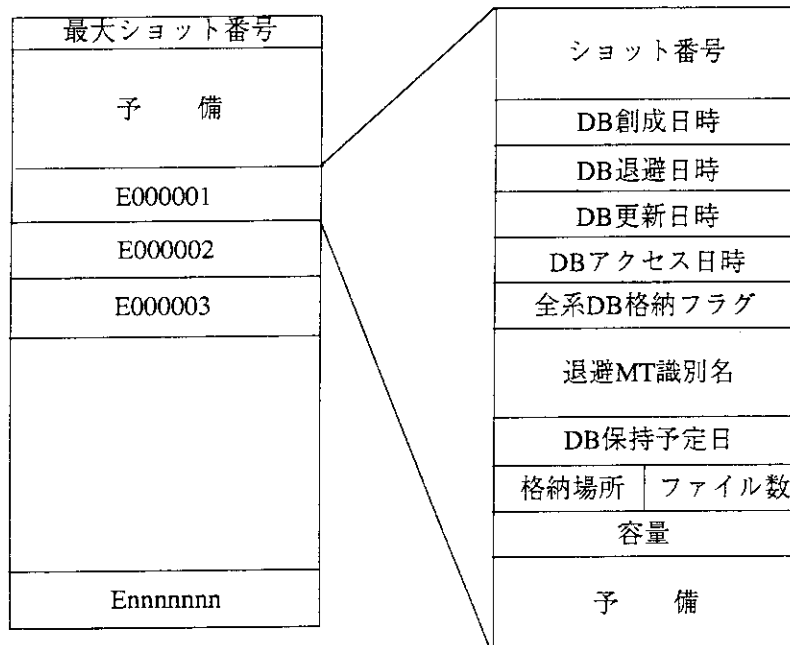 最大ショット番号
予 備
E000001
E000002
E000003
Ennnnnnn
ショット番号
DB創成日時
DB退避日時
DB更新日時
DBアクセス日時
全系DB格納フラグ
退避MT識別名
DB保持予定日
格納場所 ファイル数
容量
予 備